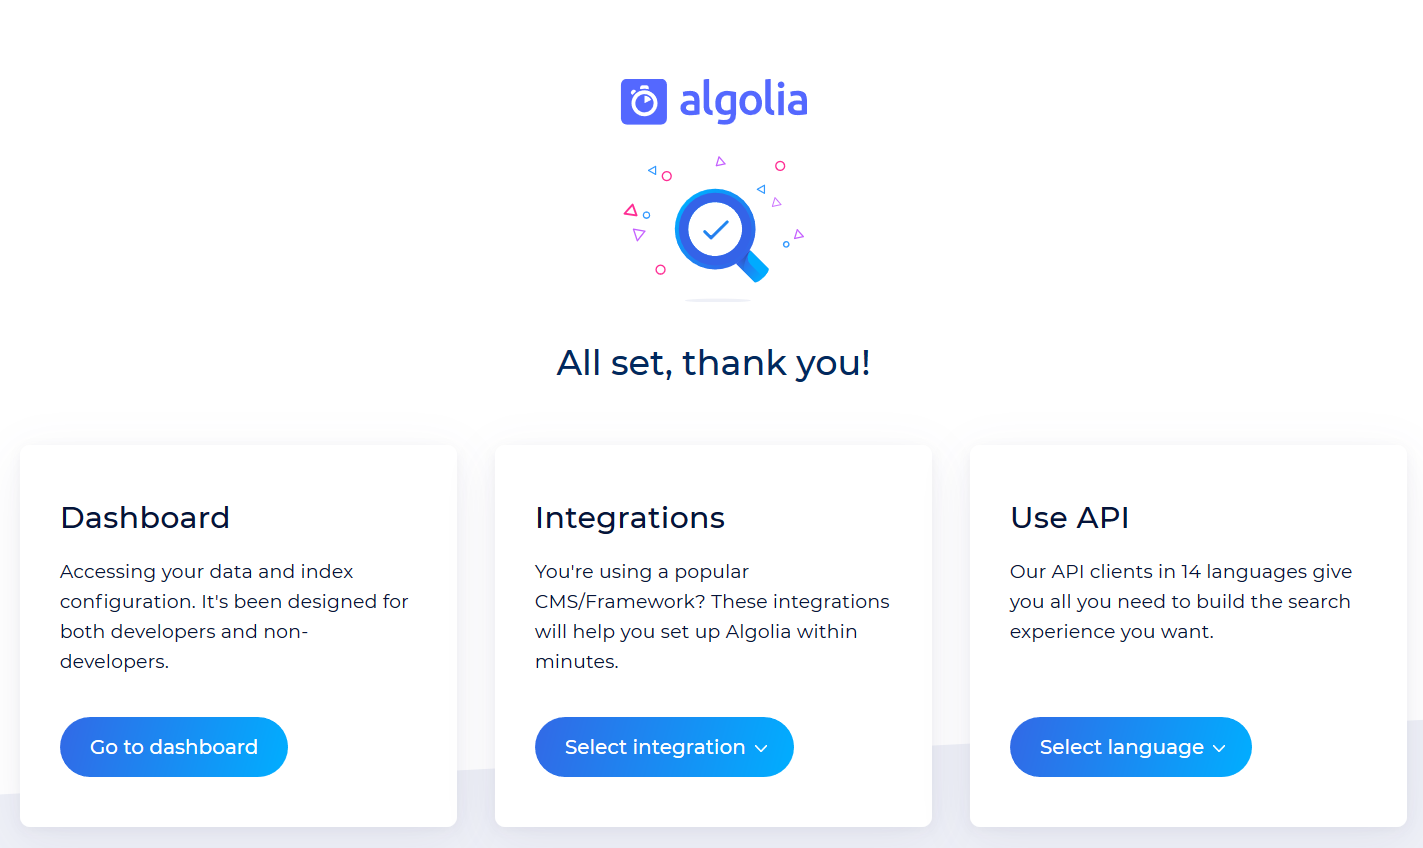 algolia
All set, thank you!
Dashboard
Accessing your data and index
configuration. It's been designed for
both developers and non-
developers.
Go to dashboard
Integrations
You're using a popular
CMS/Framework? These integrations
will help you set up Algolia within
minutes.
Select integration
Use API
Our API clients in 14 languages give
you all you need to build the search
experience you want.
Select language